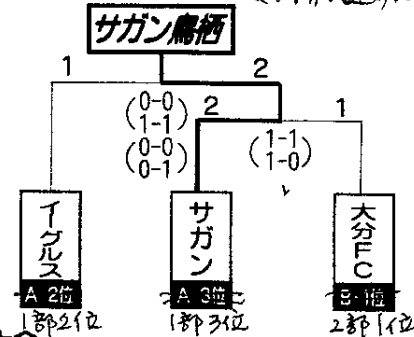 サガン鳥栖
1 2
(0-0
1-1) 2 1
(0-0
0-1) (1-1
1-0)
イーグルス サガン 大分FC
A 2位 A 3位 B 1位
1部2位 1部3位 2部1位